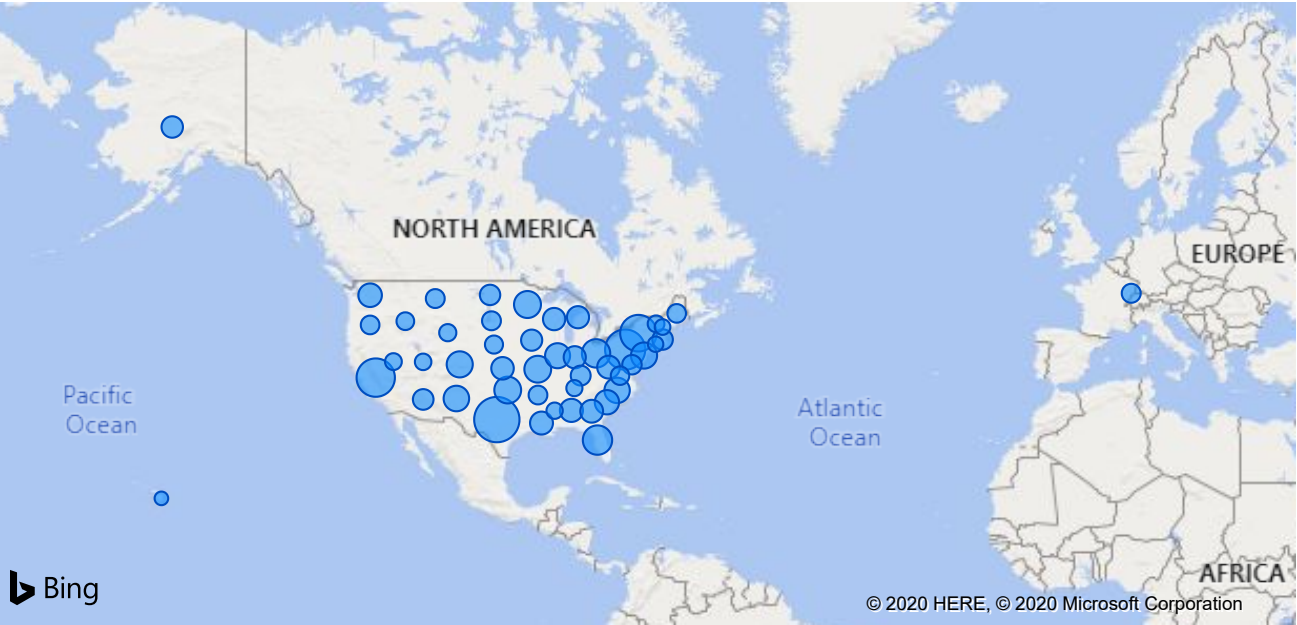 NORTH AMERICA
EUROPE
Pacific
Ocean
Atlantic
Ocean
AFRICA
Bing
© 2020 HERE, © 2020 Microsoft Corporation